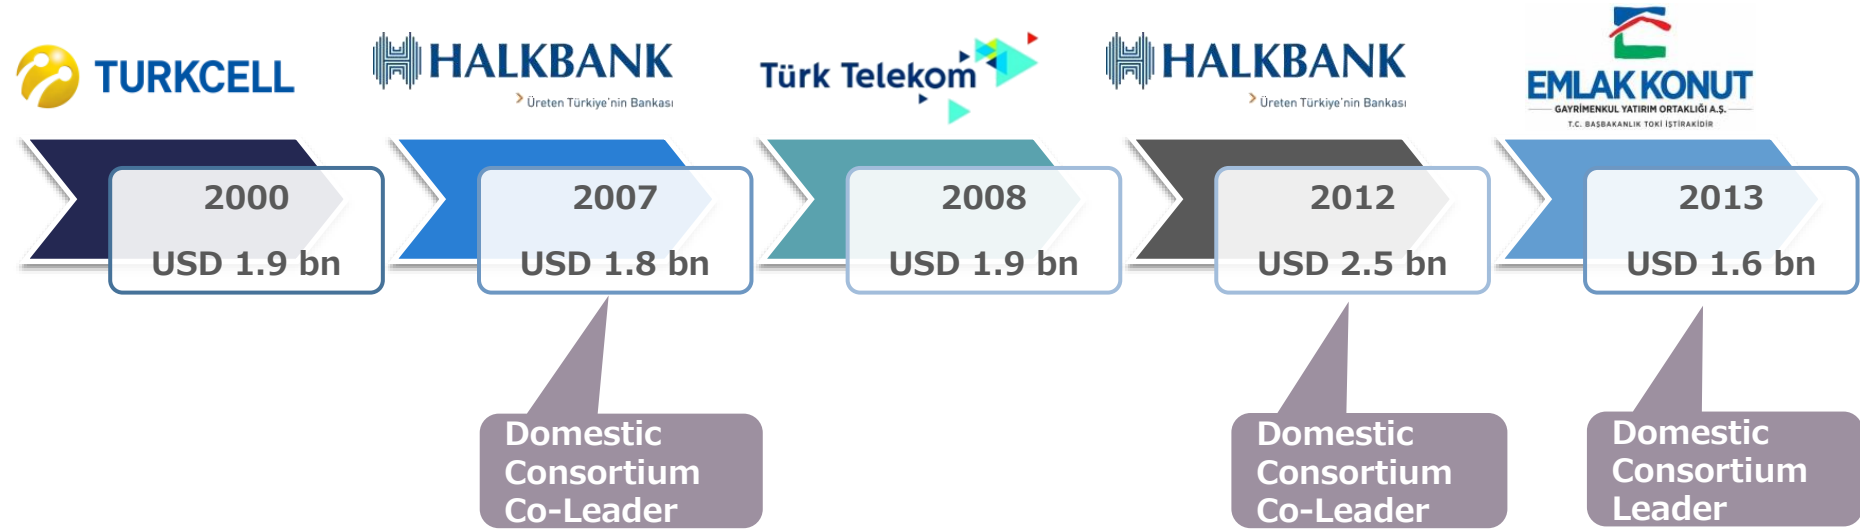 TURKCELL
HALKBANK
Üreten Türkiye'nin Bankası
Türk Telekom
HALKBANK
Üreten Türkiye'nin Bankası
EMLAK KONUT
GAYRİMENKUL YATIRIM ORTAKLIĞI A.Ş.
T.C. BAŞBAKANLIK TOKİ İŞTİRAKİDİR
2000
USD 1.9 bn
2007
USD 1.8 bn
2008
USD 1.9 bn
2012
USD 2.5 bn
2013
USD 1.6 bn
Domestic
Consortium
Co-Leader
Domestic
Consortium
Co-Leader
Domestic
Consortium
Leader